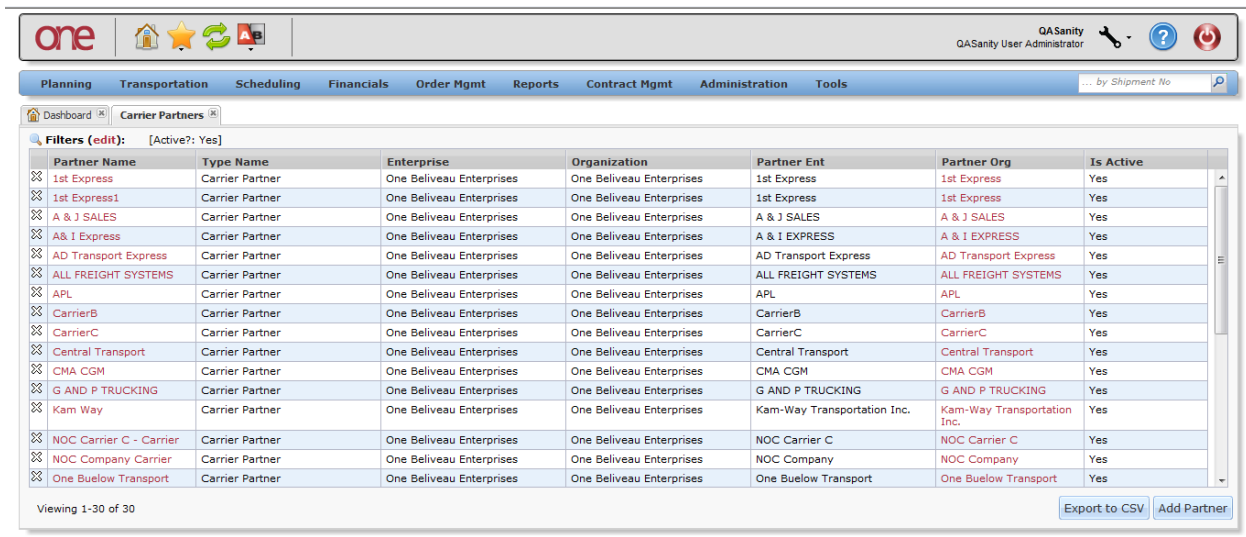 one
AB
QASanity
QASanity User Administrator
?
Planning Transportation Scheduling Financials Order Mgmt Reports Contract Mgmt Administration Tools ... by Shipment No
Dashboard Carrier Partners
Filters (edit): [Active?: Yes]
Partner Name Type Name Enterprise Organization Partner Ent Partner Org Is Active
1st Express Carrier Partner One Beliveau Enterprises One Beliveau Enterprises 1st Express 1st Express Yes
1st Express1 Carrier Partner One Beliveau Enterprises One Beliveau Enterprises 1st Express 1st Express Yes
A & J SALES Carrier Partner One Beliveau Enterprises One Beliveau Enterprises A & J SALES A & J SALES Yes
A& I Express Carrier Partner One Beliveau Enterprises One Beliveau Enterprises A & I EXPRESS A & I EXPRESS Yes
AD Transport Express Carrier Partner One Beliveau Enterprises One Beliveau Enterprises AD Transport Express AD Transport Express Yes
ALL FREIGHT SYSTEMS Carrier Partner One Beliveau Enterprises One Beliveau Enterprises ALL FREIGHT SYSTEMS ALL FREIGHT SYSTEMS Yes
APL Carrier Partner One Beliveau Enterprises One Beliveau Enterprises APL APL Yes
CarrierB Carrier Partner One Beliveau Enterprises One Beliveau Enterprises CarrierB CarrierB Yes
CarrierC Carrier Partner One Beliveau Enterprises One Beliveau Enterprises CarrierC CarrierC Yes
Central Transport Carrier Partner One Beliveau Enterprises One Beliveau Enterprises Central Transport Central Transport Yes
CMA CGM Carrier Partner One Beliveau Enterprises One Beliveau Enterprises CMA CGM CMA CGM Yes
G AND P TRUCKING Carrier Partner One Beliveau Enterprises One Beliveau Enterprises G AND P TRUCKING G AND P TRUCKING Yes
Kam Way Carrier Partner One Beliveau Enterprises One Beliveau Enterprises Kam-Way Transportation Inc. Kam-Way Transportation Yes
Inc.
NOC Carrier C - Carrier Carrier Partner One Beliveau Enterprises One Beliveau Enterprises NOC Carrier C NOC Carrier C Yes
NOC Company Carrier Carrier Partner One Beliveau Enterprises One Beliveau Enterprises NOC Company NOC Company Yes
One Buelow Transport Carrier Partner One Beliveau Enterprises One Beliveau Enterprises One Buelow Transport One Buelow Transport Yes
Viewing 1-30 of 30 Export to CSV Add Partner